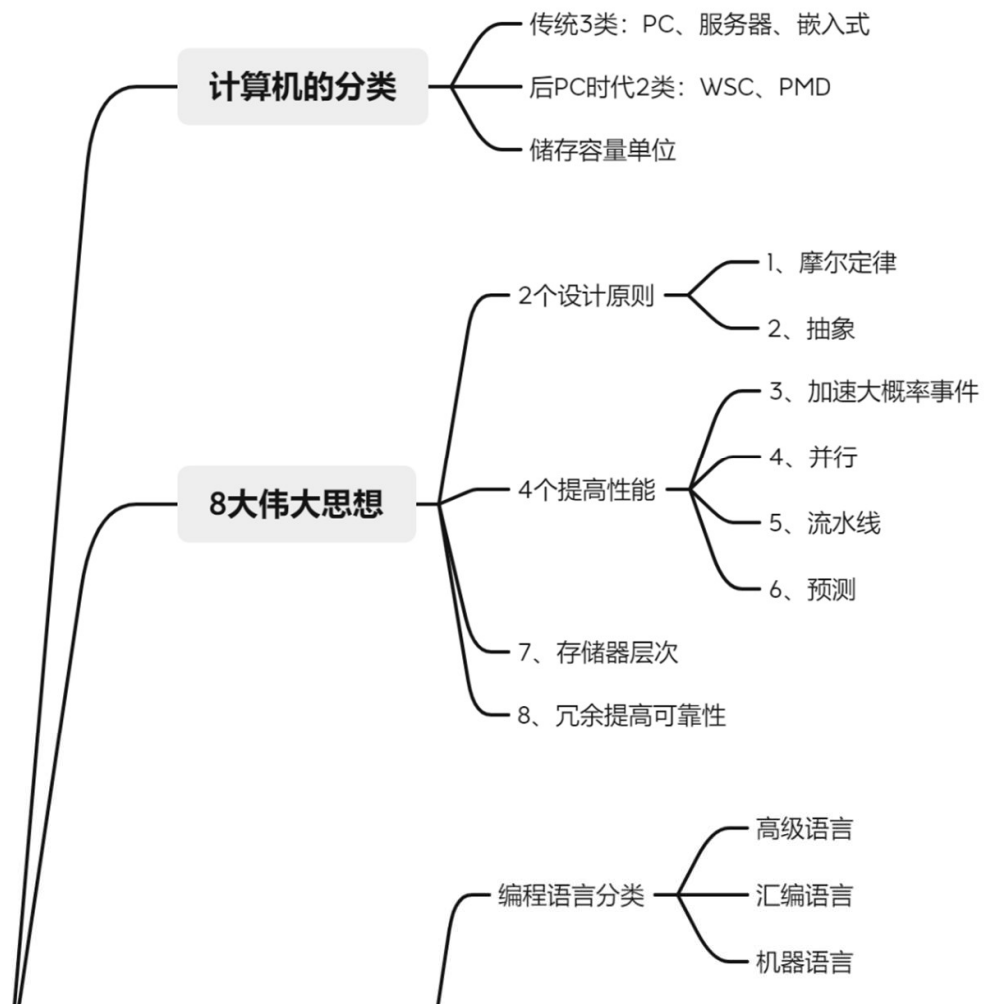 计算机的分类
传统3类：PC、服务器、嵌入式
后PC时代2类：WSC、PMD
储存容量单位
8大伟大思想
2个设计原则
1、摩尔定律
2、抽象
4个提高性能
3、加速大概率事件
4、并行
5、流水线
6、预测
7、存储器层次
8、冗余提高可靠性
编程语言分类
高级语言
汇编语言
机器语言